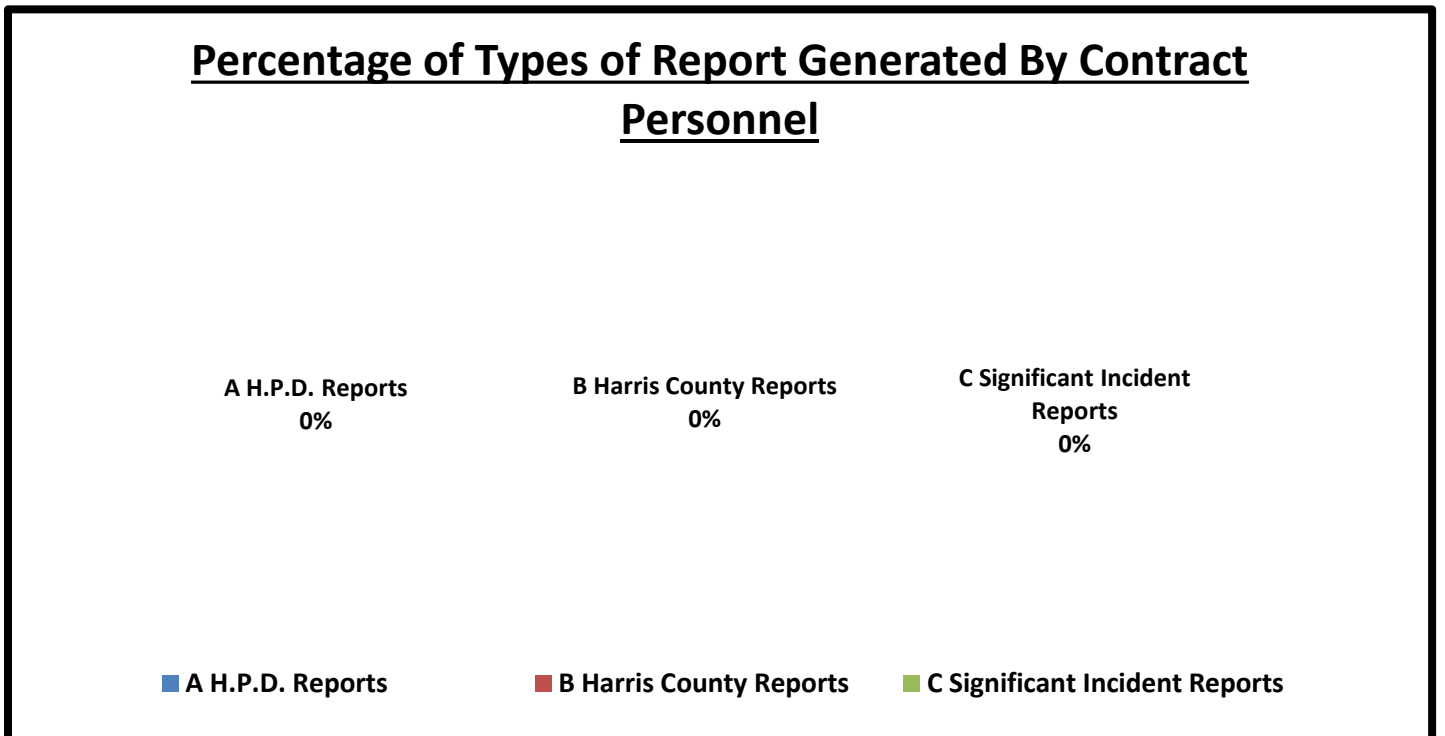 Percentage of Types of Report Generated By Contract
Personnel
A H.P.D. Reports
0%
B Harris County Reports
0%
C Significant Incident
Reports
0%
A H.P.D. Reports
B Harris County Reports
C Significant Incident Reports